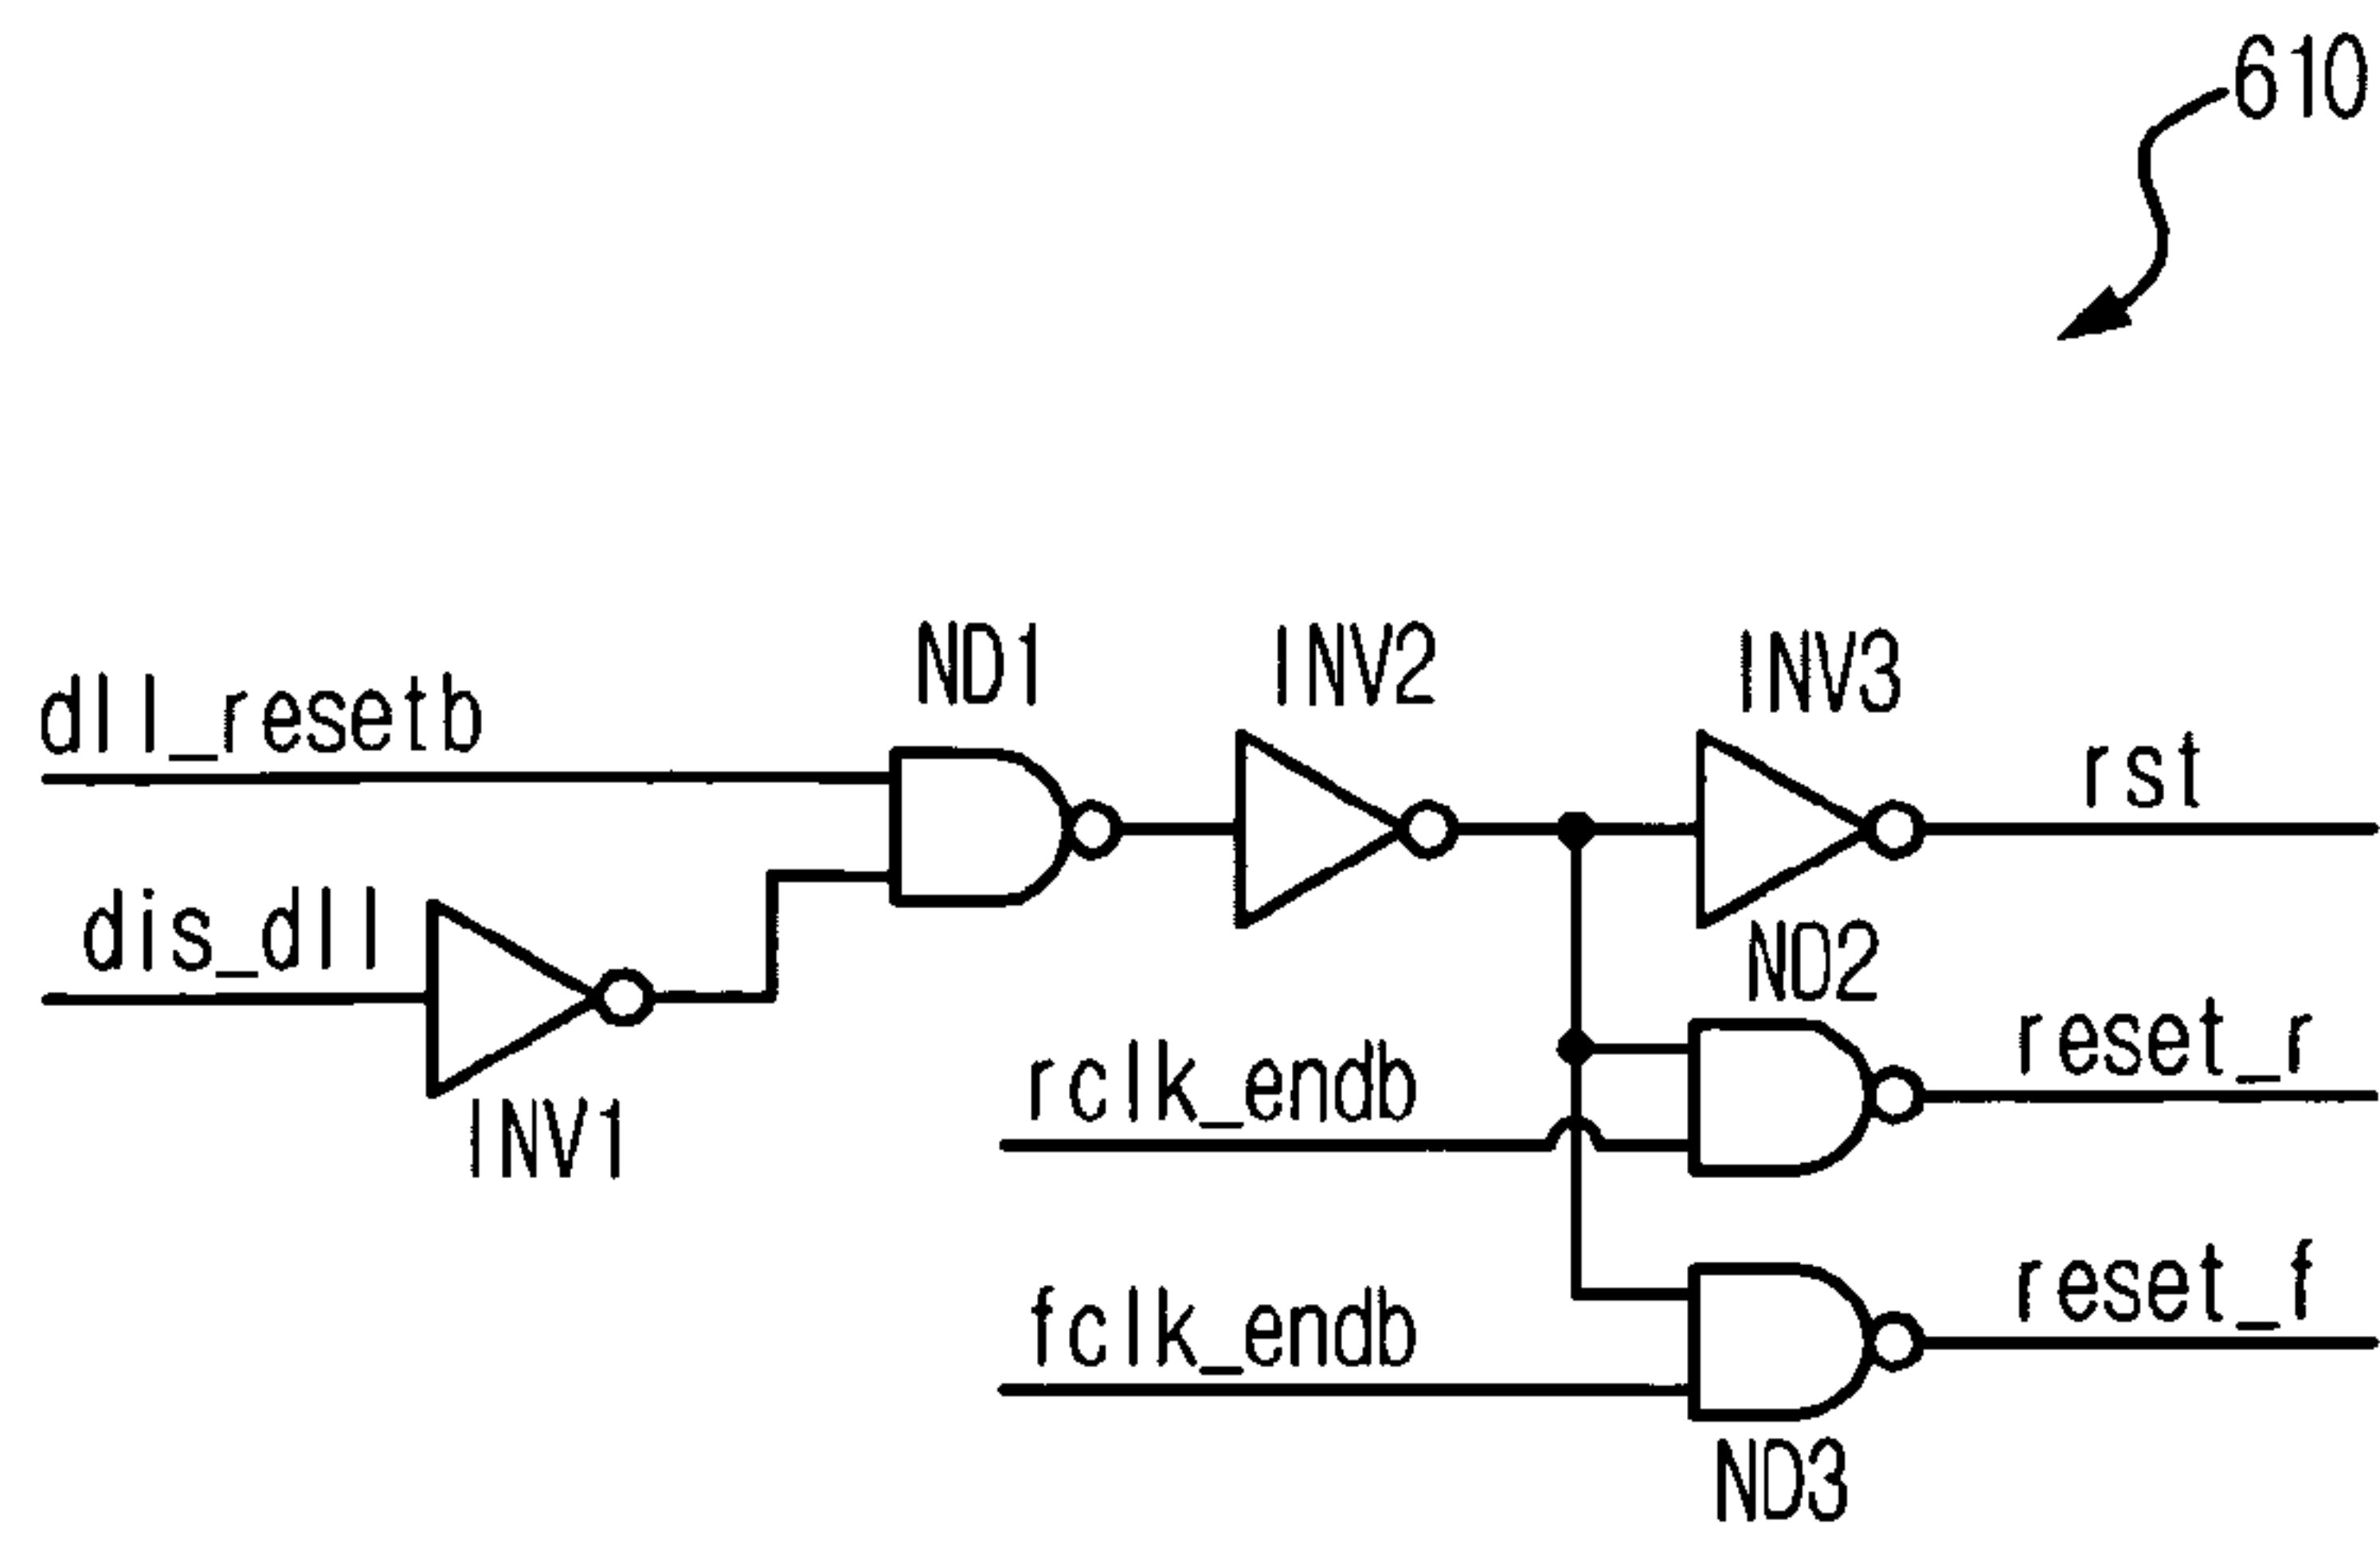 610
ND1
INV2
INV3
dll_resetb
rst
dis_dll
ND2
INV1
rclk_endb
reset_r
fclk_endb
reset_f
ND3